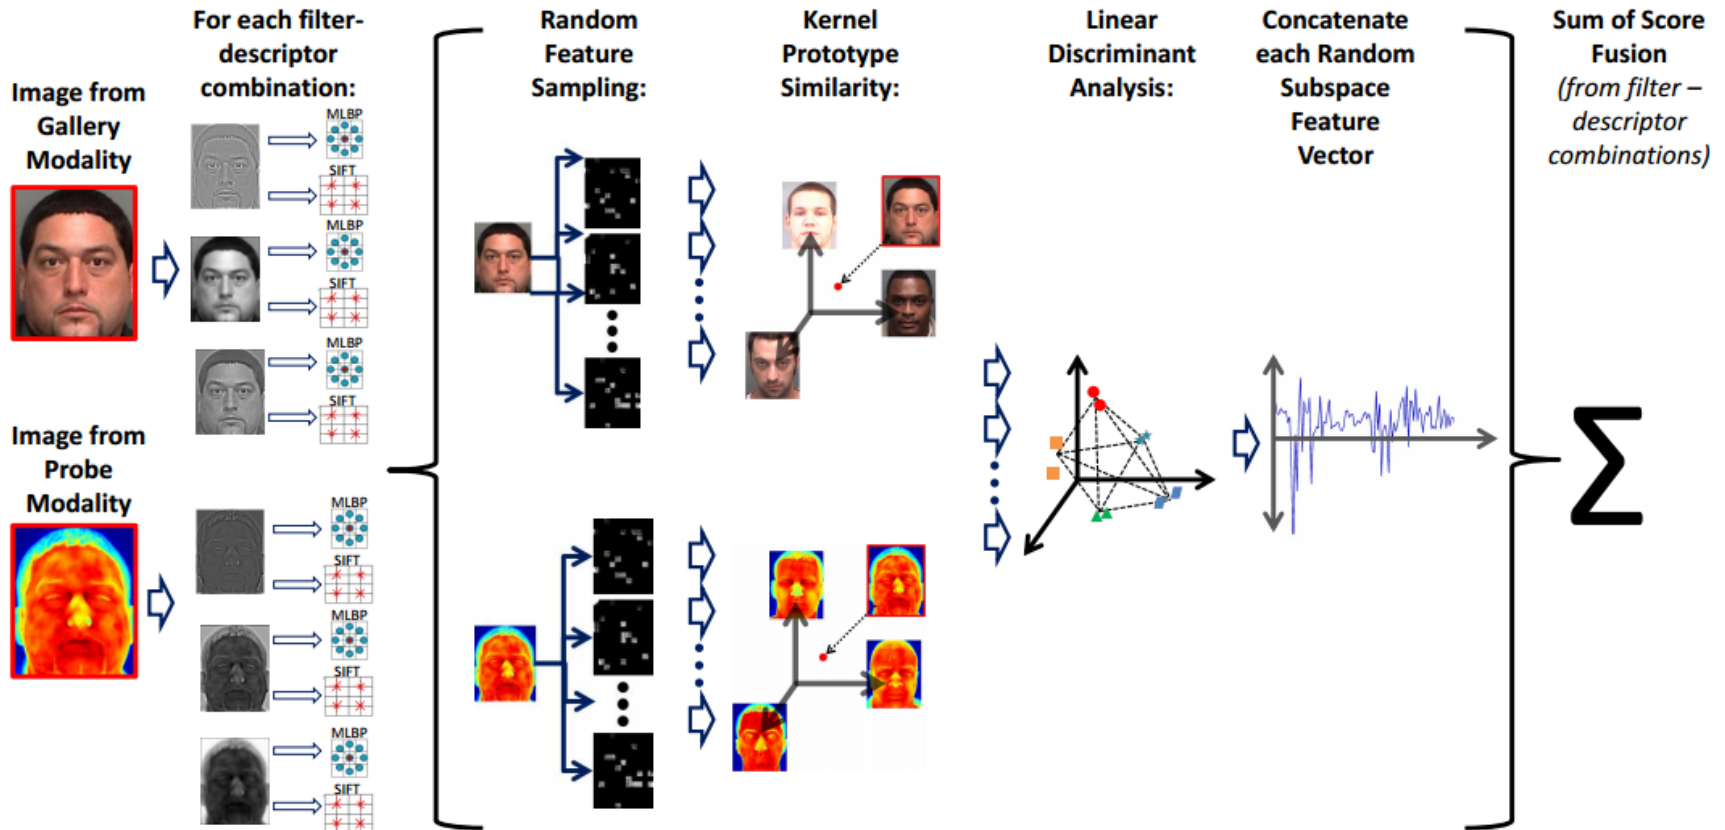 For each filter-
descriptor
combination:
Random
Feature
Sampling:
Kernel
Prototype
Similarity:
Linear
Discriminant
Analysis:
Concatenate
each Random
Subspace
Feature
Vector
Sum of Score
Fusion
(from filter –
descriptor
combinations)
Image from
Gallery
Modality
MLBP
SIFT
MLBP
SIFT
MLBP
SIFT
Image from
Probe
Modality
MLBP
SIFT
MLBP
SIFT
MLBP
SIFT
Σ